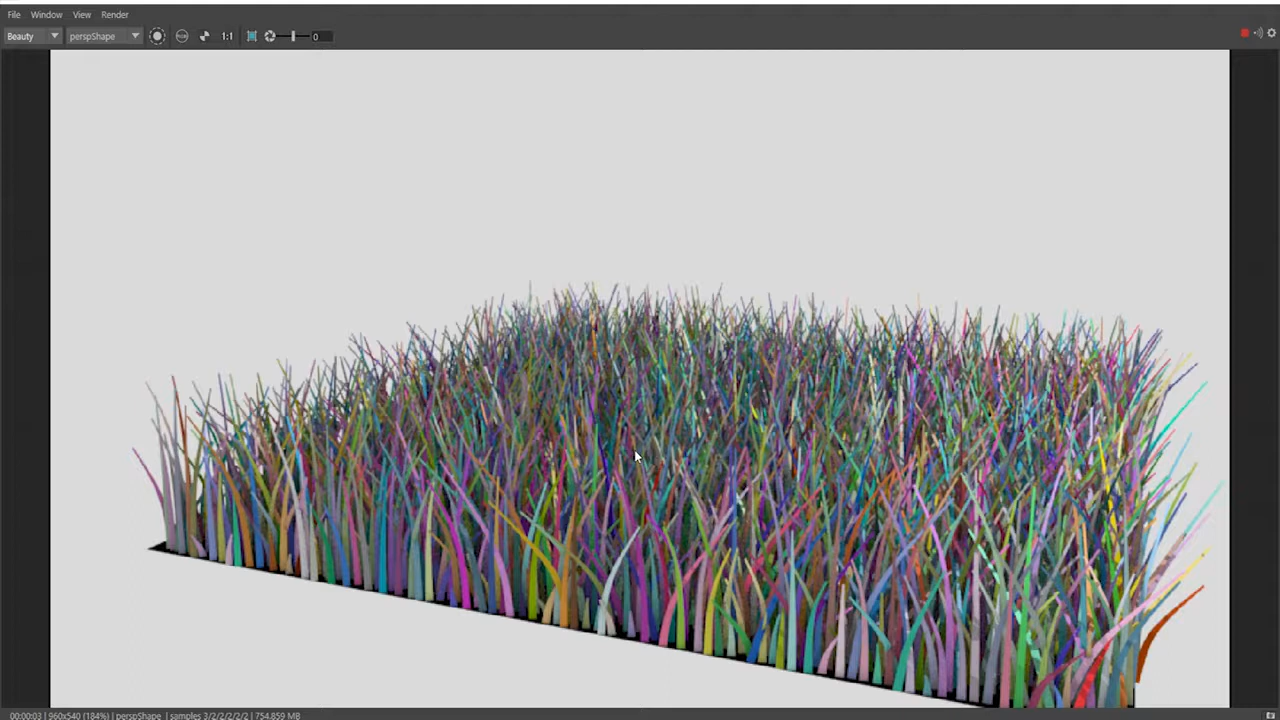 File Window View Render
Beauty perspShape 1:1 0
00:00:03 | 960x540 (184%) | perspShape | samples 3/2/2/2/2/2 | 754.859 MB